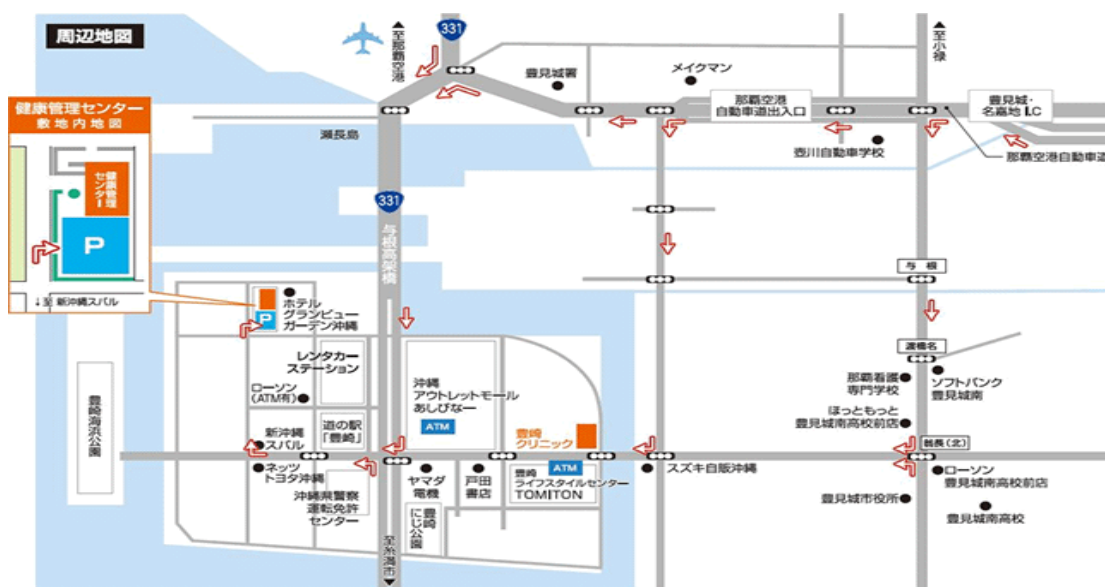 周辺地図
331
▲至那覇空港
▲至小禄
豊見城署
メイクマン
那覇空港
自動車道出入口
豊見城・
名嘉地 I.C
健康管理センター
敷地内地図
瀬長島
壺川自動車学校
那覇空港自動車道
健康管理
センター
P
331
与根高架橋
↓至 新沖縄スバル
与 根
ホテル
グランビュー
ガーデン沖縄
P
渡橋名
レンタカー
ステーション
沖縄
アウトレットモール
あしびなー
ATM
那覇看護
専門学校
ソフトバンク
豊見城南
ローソン
(ATM有)
豊崎海浜公園
ほっともっと
豊見城南高校前店
新沖縄
スバル
道の駅
「豊崎」
豊崎
クリニック
翁長(北)
ネッツ
トヨタ沖縄
沖縄県警察
運転免許
センター
ヤマダ
電機
戸田
書店
豊崎
ATM
ライフスタイルセンター
TOMITON
スズキ自販沖縄
ローソン
豊見城南高校前店
豊見城市役所
豊見城南高校
豊崎
にじ公園
至糸満市▼